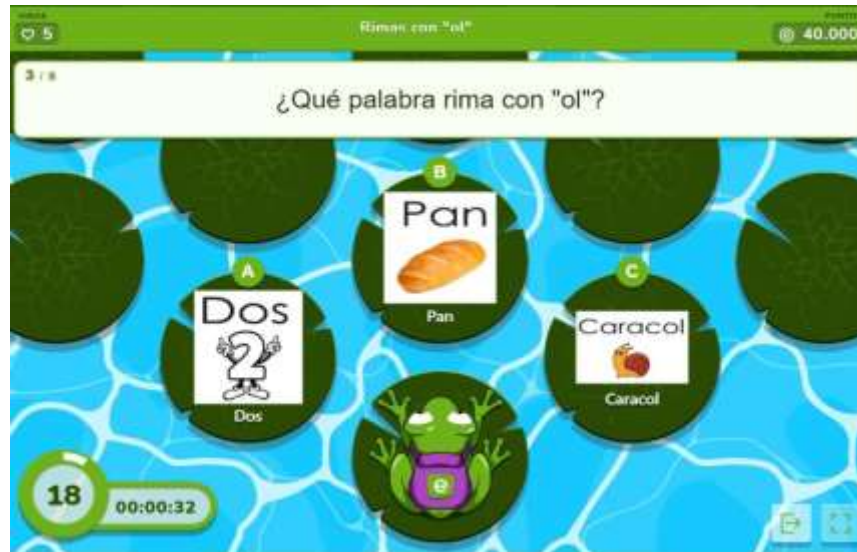 5
Rimas con "ol"
40.000
3 / 8
¿Qué palabra rima con "ol"?
B
Pan
Pan
A
Dos
2
Dos
C
Caracol
Caracol
e
18
00:00:32